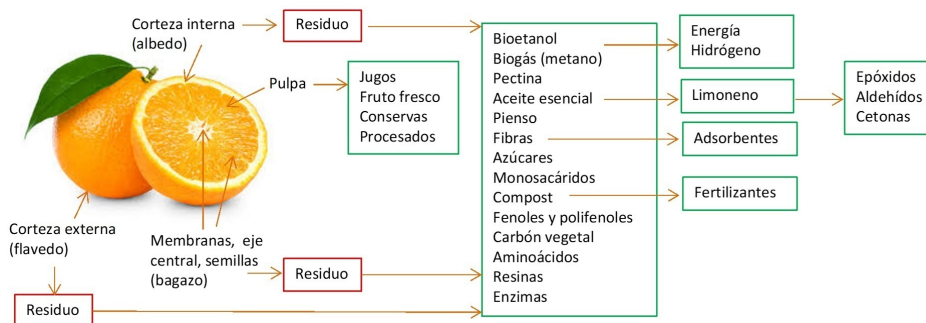 Corteza interna
(albedo)
Residuo
Pulpa
Jugos
Fruto fresco
Conservas
Procesados
Corteza externa
(flavedo)
Residuo
Membranas, eje
central, semillas
(bagazo)
Residuo
Bioetanol
Biogás (metano)
Pectina
Aceite esencial
Pienso
Fibras
Azúcares
Monosacáridos
Compost
Fenoles y polifenoles
Carbón vegetal
Aminoácidos
Resinas
Enzimas
Energía
Hidrógeno
Limoneno
Adsorbentes
Fertilizantes
Epóxidos
Aldehídos
Cetonas